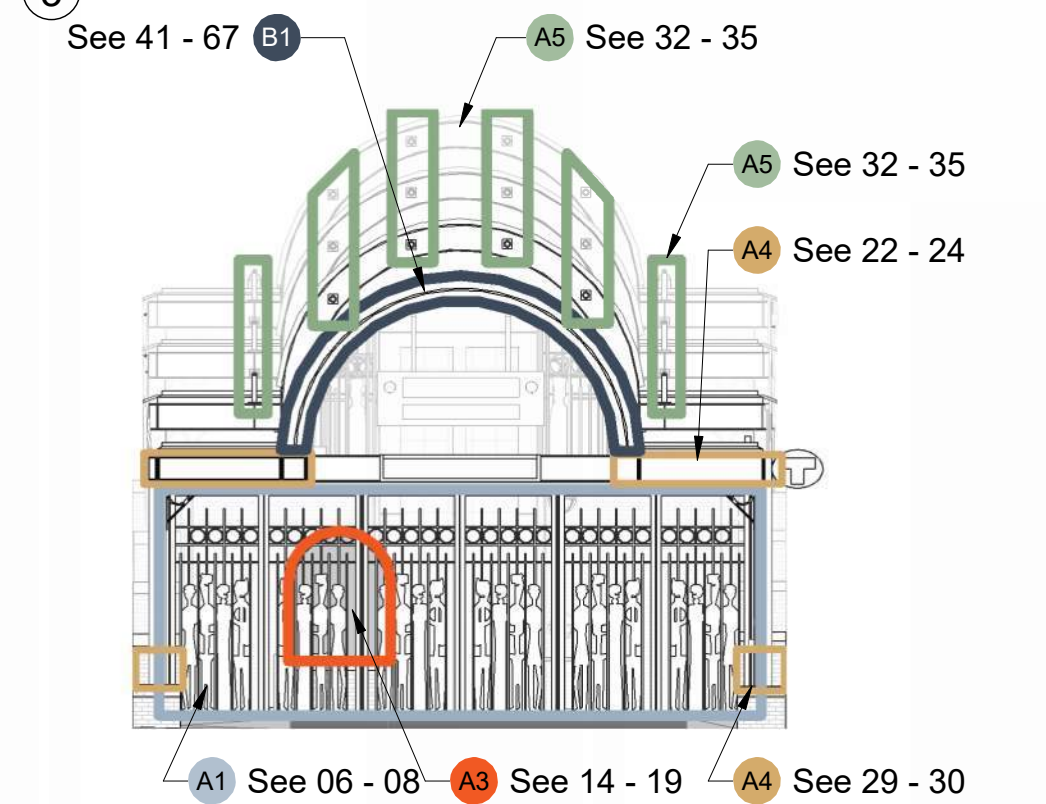 See 41 - 67 B1
A5 See 32 - 35
A5 See 32 - 35
A4 See 22 - 24
T
A1 See 06 - 08
A3 See 14 - 19
A4 See 29 - 30